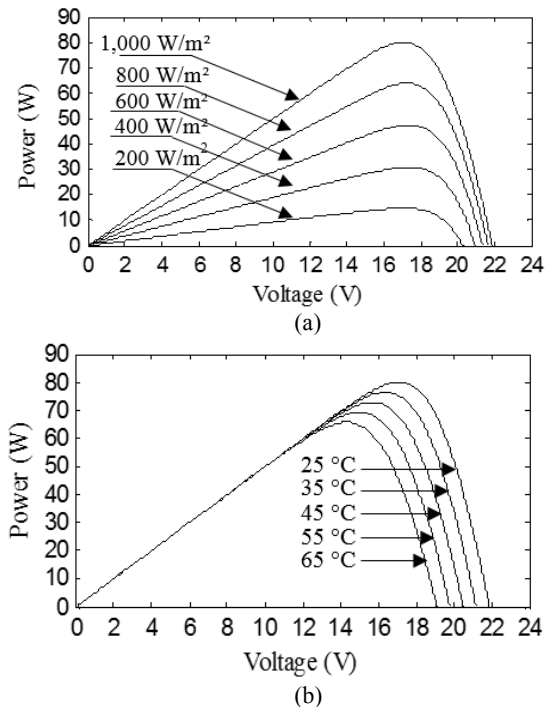 90
80
70
60
50
40
30
20
10
0
Power (W)
1,000 W/m²
800 W/m²
600 W/m²
400 W/m²
200 W/m²
0 2 4 6 8 10 12 14 16 18 20 22 24
Voltage (V)
(a)
90
80
70
60
50
40
30
20
10
0
Power (W)
25 °C
35 °C
45 °C
55 °C
65 °C
0 2 4 6 8 10 12 14 16 18 20 22 24
Voltage (V)
(b)